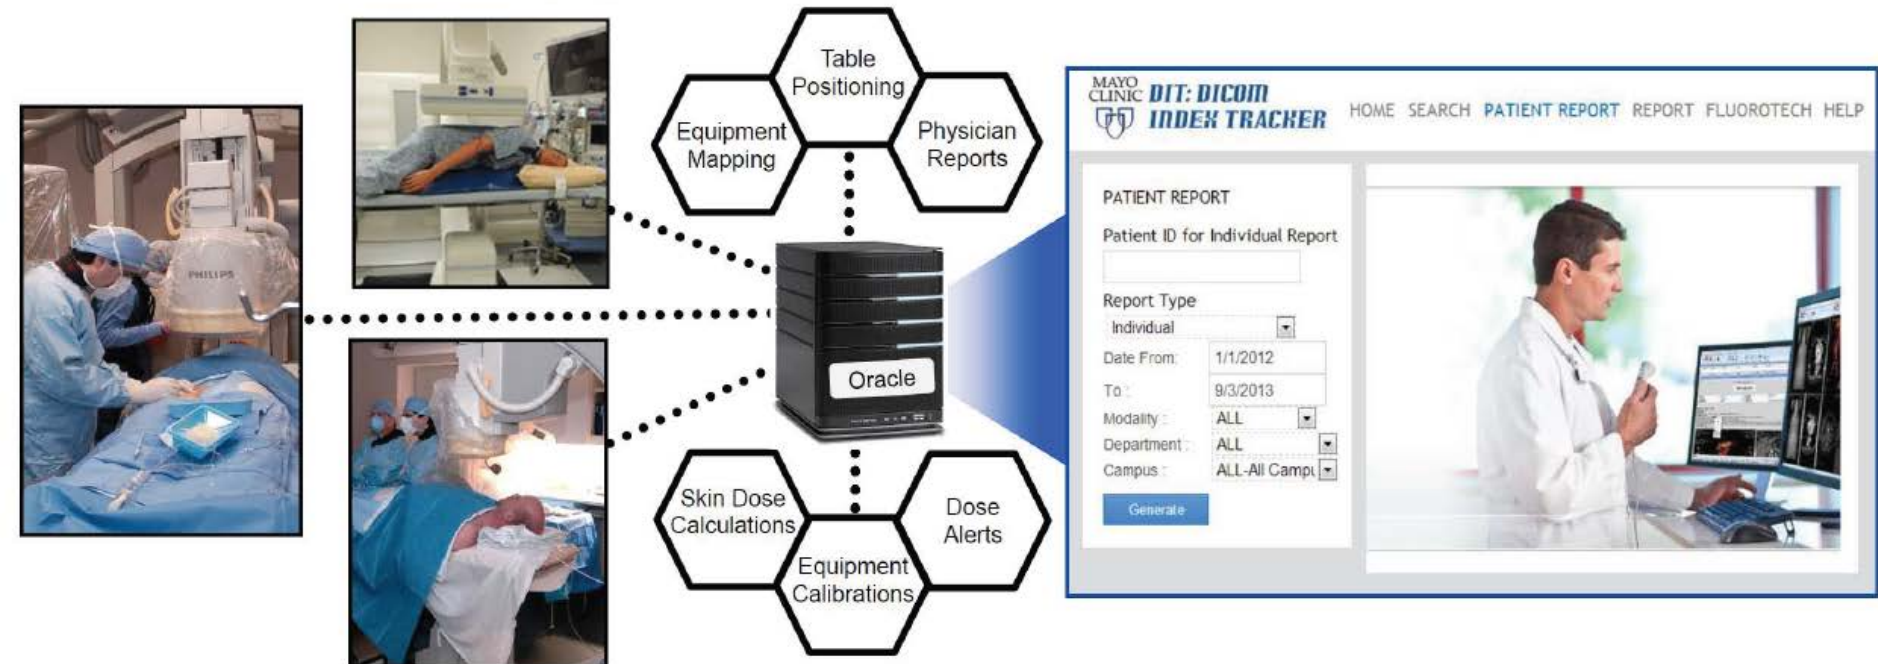 PHILIPS
Table
Positioning
Equipment
Mapping
Physician
Reports
Oracle
Skin Dose
Calculations
Dose
Alerts
Equipment
Calibrations
MAYO
CLINIC
DIT: DICOM
INDEX TRACKER
HOME SEARCH PATIENT REPORT REPORT FLUOROTECH HELP
PATIENT REPORT
Patient ID for Individual Report
Report Type
Individual
Date From: 1/1/2012
To : 9/3/2013
Modality : ALL
Department : ALL
Campus : ALL-All Campu
Generate